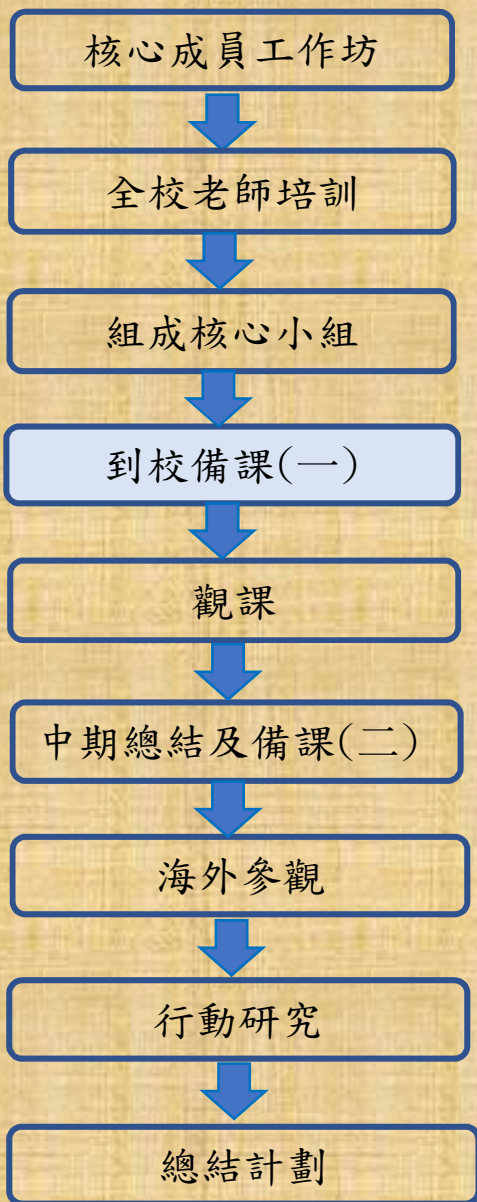 核心成員工作坊
全校老師培訓
組成核心小組
到校備課(一)
觀課
中期總結及備課(二)
海外參觀
行動研究
總結計劃